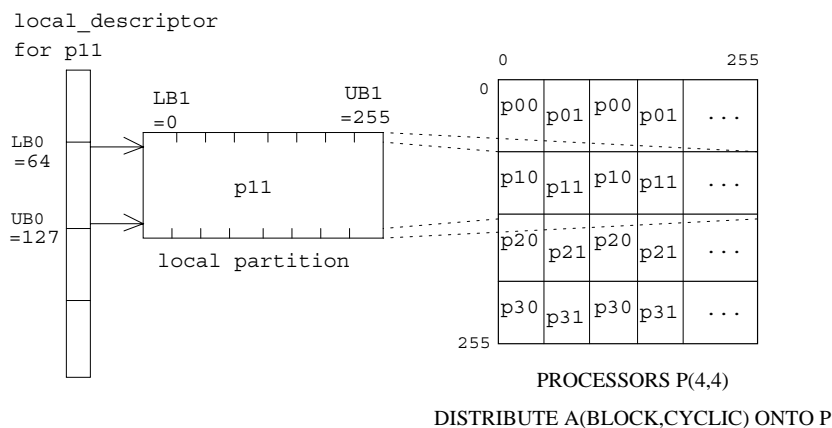 local_descriptor
for p11
LB1
=0
UB1
=255
LB0
=64
UB0
=127
p11
local partition
0 255
0
p00 p01 p00 p01 ...
p10 p11 p10 p11 ...
p20 p21 p20 p21 ...
p30 p31 p30 p31 ...
255
PROCESSORS P(4,4)
DISTRIBUTE A(BLOCK,CYCLIC) ONTO P